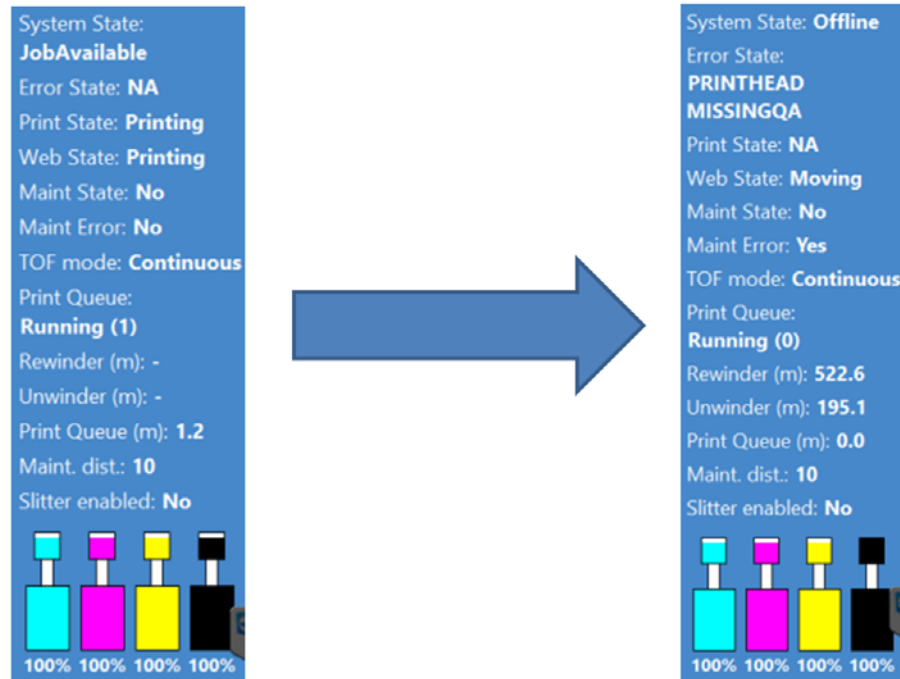 System State:
JobAvailable
Error State: NA
Print State: Printing
Web State: Printing
Maint State: No
Maint Error: No
TOF mode: Continuous
Print Queue:
Running (1)
Rewinder (m): -
Unwinder (m): -
Print Queue (m): 1.2
Maint. dist.: 10
Slitter enabled: No
100% 100% 100% 100%
System State: Offline
Error State:
PRINTHEAD
MISSINGQA
Print State: NA
Web State: Moving
Maint State: No
Maint Error: Yes
TOF mode: Continuous
Print Queue:
Running (0)
Rewinder (m): 522.6
Unwinder (m): 195.1
Print Queue (m): 0.0
Maint. dist.: 10
Slitter enabled: No
100% 100% 100% 100%